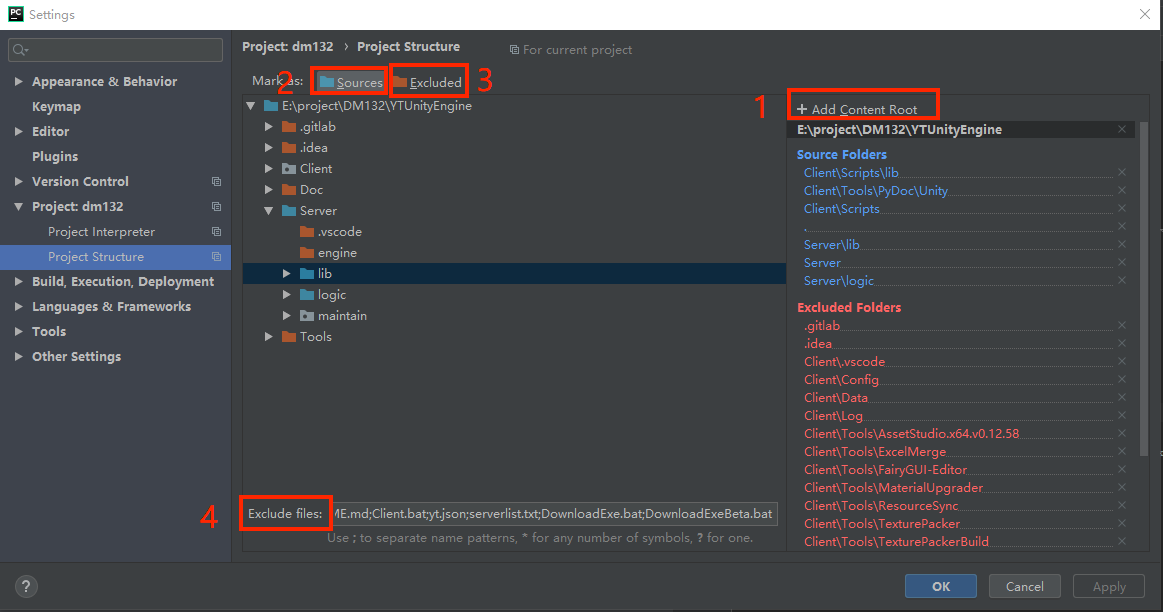 PC
Settings
Project: dm132 › Project Structure
For current project
Appearance & Behavior
Keymap
Editor
Plugins
Version Control
Project: dm132
Project Interpreter
Project Structure
Build, Execution, Deployment
Languages & Frameworks
Tools
Other Settings
Mark as: 2 Sources Excluded 3
E:\project\DM132\YTUnityEngine
.gitlab
.idea
Client
Doc
Server
.vscode
engine
lib
logic
maintain
Tools
4 Exclude files: ME.md;Client.bat;yt.json;serverlist.txt;DownloadExe.bat;DownloadExeBeta.bat
Use ; to separate name patterns, * for any number of symbols, ? for one.
1 + Add Content Root
E:\project\DM132\YTUnityEngine
Source Folders
Client\Scripts\lib
Client\Tools\PyDoc\Unity
Client\Scripts
.
Server\lib
Server
Server\logic
Excluded Folders
.gitlab
.idea
Client\.vscode
Client\Config
Client\Data
Client\Log
Client\Tools\AssetStudio.x64.v0.12.58
Client\Tools\ExcelMerge
Client\Tools\FairyGUI-Editor
Client\Tools\MaterialUpgrader
Client\Tools\ResourceSync
Client\Tools\TexturePacker
Client\Tools\TexturePackerBuild
?
OK Cancel Apply